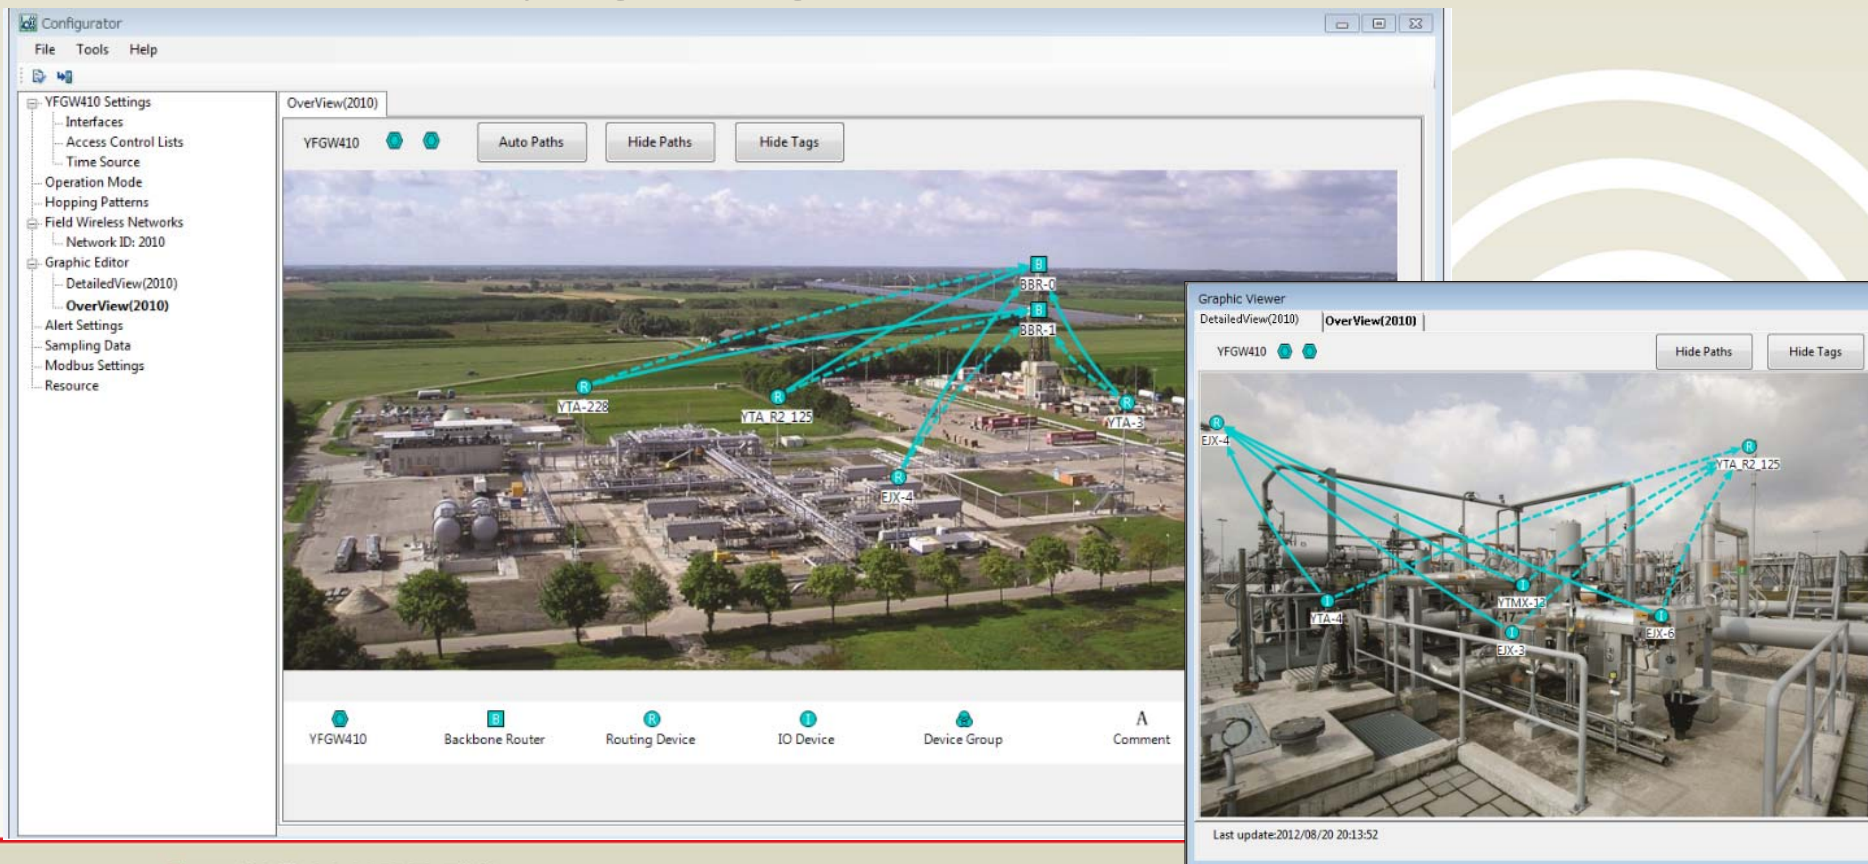 Configurator
File Tools Help
YFGW410 Settings
Interfaces
Access Control Lists
Time Source
Operation Mode
Hopping Patterns
Field Wireless Networks
Network ID: 2010
Graphic Editor
DetailedView(2010)
OverView(2010)
Alert Settings
Sampling Data
Modbus Settings
Resource
OverView(2010)
YFGW410 Auto Paths Hide Paths Hide Tags
B
BBR-0
B
BBR-1
R
YTA-228
R
YTA_R2_125
R
YTA-3
R
EJX-4
B R I A
YFGW410 Backbone Router Routing Device IO Device Device Group Comment
Graphic Viewer
DetailedView(2010) OverView(2010)
YFGW410 Hide Paths Hide Tags
R
EJX-4
R
YTA_R2_125
I
YTMX-12
I
YTA-4
I
EJX-6
I
EJX-3
Last update:2012/08/20 20:13:52